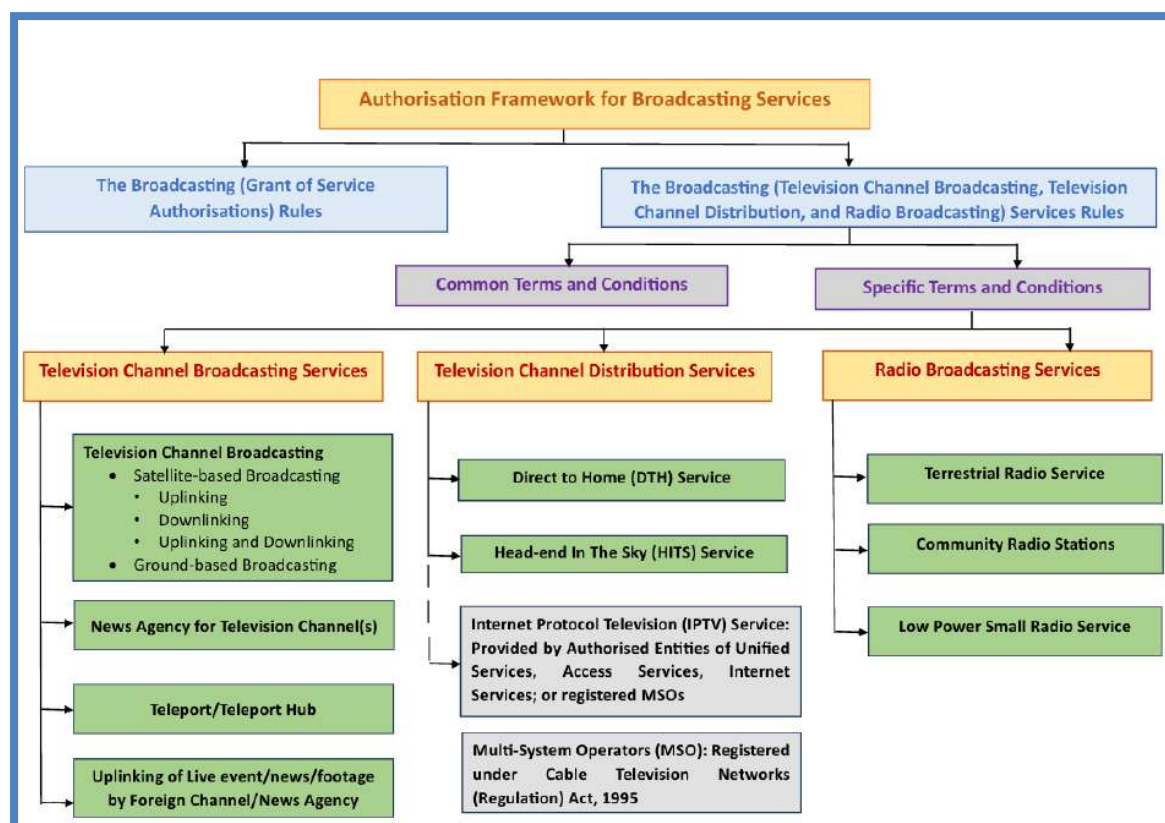 Authorisation Framework for Broadcasting Services
The Broadcasting (Grant of Service
Authorisations) Rules
The Broadcasting (Television Channel Broadcasting, Television
Channel Distribution, and Radio Broadcasting) Services Rules
Common Terms and Conditions
Specific Terms and Conditions
Television Channel Broadcasting Services
Television Channel Broadcasting
• Satellite-based Broadcasting
• Uplinking
• Downlinking
• Uplinking and Downlinking
• Ground-based Broadcasting
News Agency for Television Channel(s)
Teleport/Teleport Hub
Uplinking of Live event/news/footage
by Foreign Channel/News Agency
Television Channel Distribution Services
Direct to Home (DTH) Service
Head-end In The Sky (HITS) Service
Internet Protocol Television (IPTV) Service:
Provided by Authorised Entities of Unified
Services, Access Services, Internet
Services; or registered MSOs
Multi-System Operators (MSO): Registered
under Cable Television Networks
(Regulation) Act, 1995
Radio Broadcasting Services
Terrestrial Radio Service
Community Radio Stations
Low Power Small Radio Service